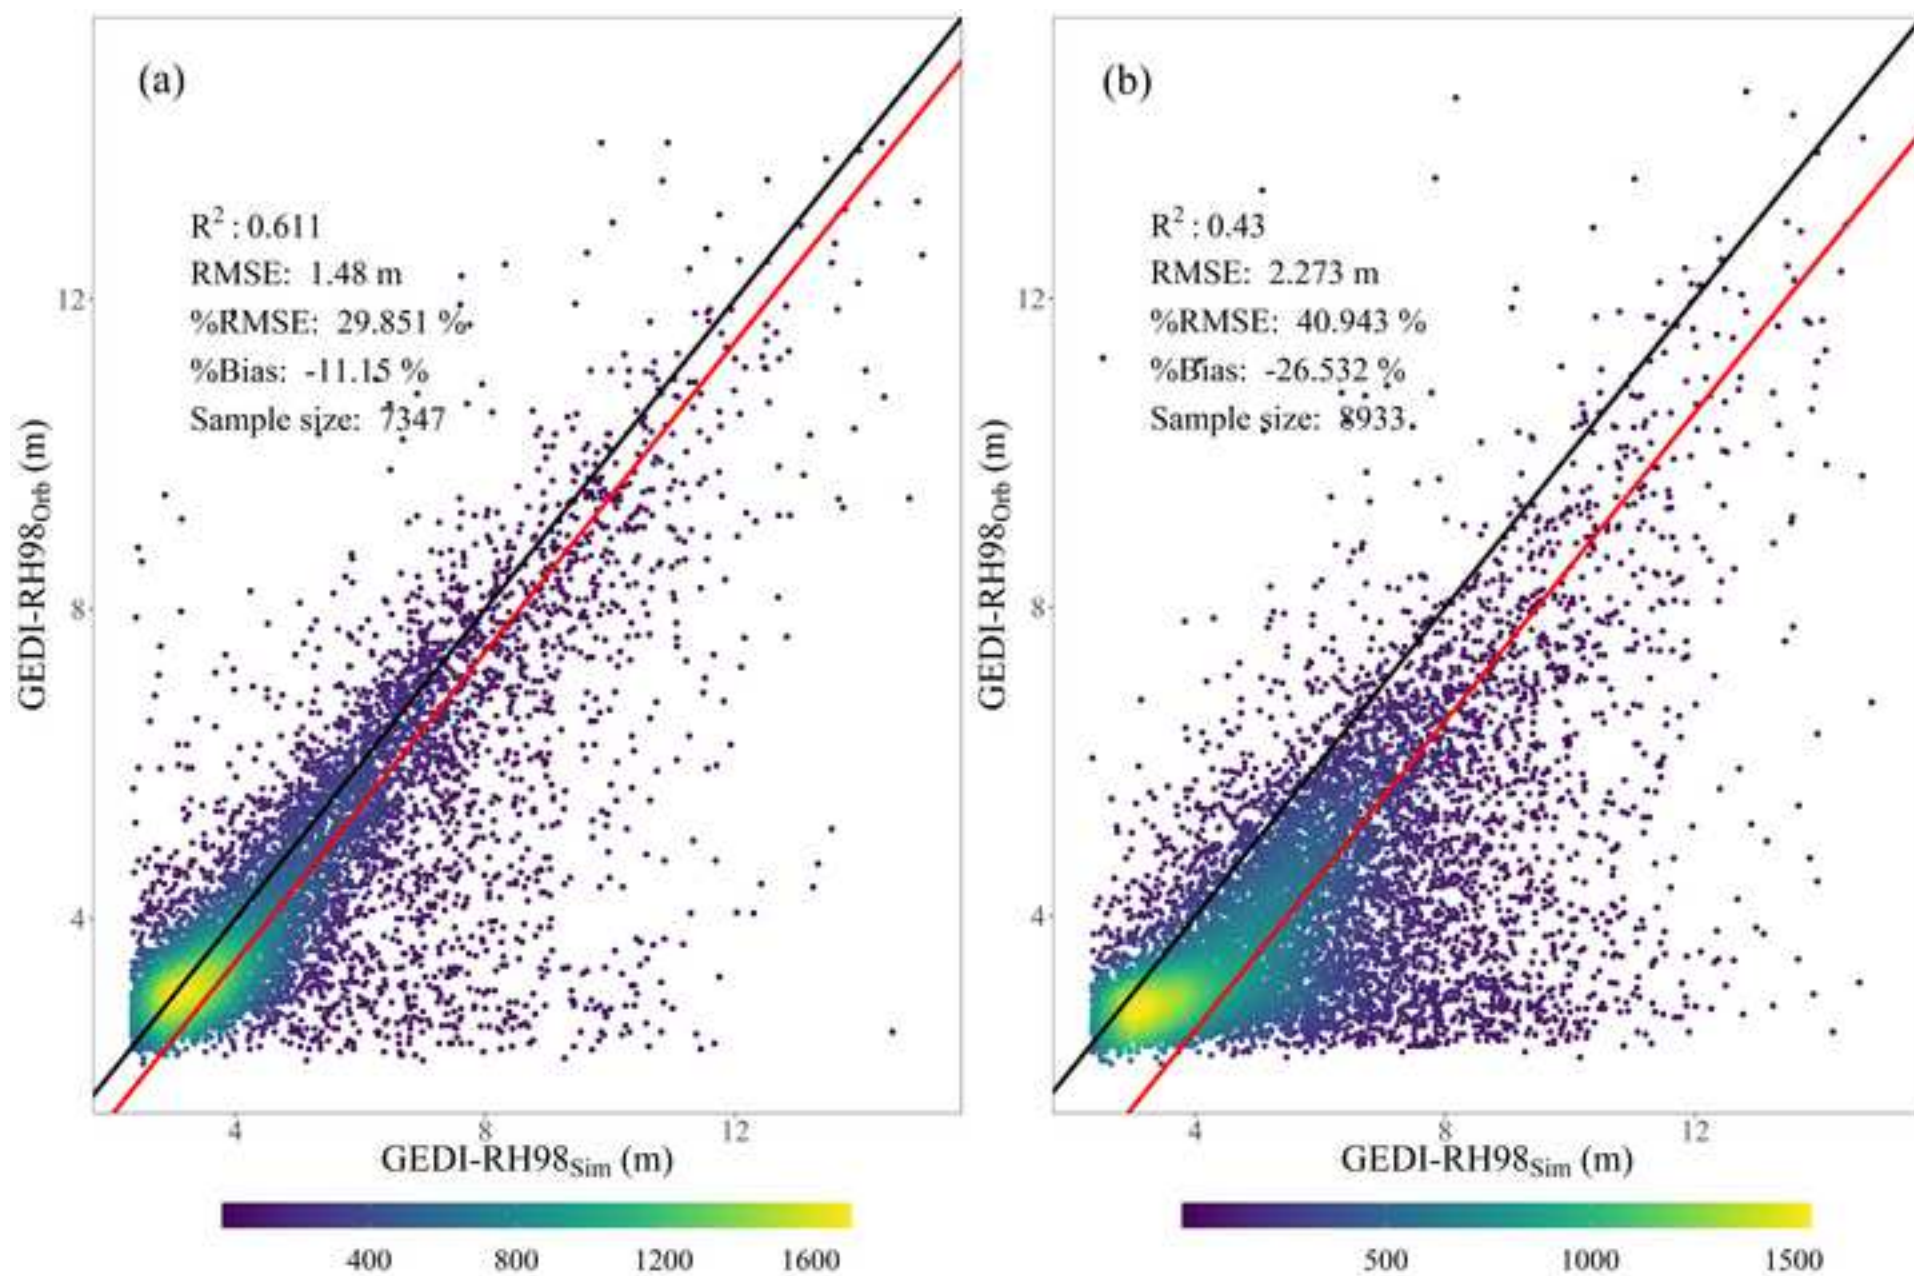 (a)
R² : 0.611
RMSE: 1.48 m
%RMSE: 29.851 %
%Bias: -11.15 %
Sample size: 7347
12
8
4
GEDI-RH98Orb (m)
4 8 12
GEDI-RH98Sim (m)
400 800 1200 1600
(b)
R² : 0.43
RMSE: 2.273 m
%RMSE: 40.943 %
%Bias: -26.532 %
Sample size: 8933
12
8
4
GEDI-RH98Orb (m)
4 8 12
GEDI-RH98Sim (m)
500 1000 1500